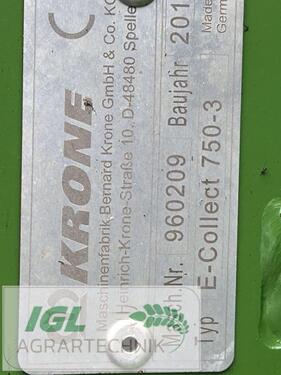 KRONE
Maschinenfabrik Bernard Krone GmbH & Co. KG
Heinrich-Krone-Straße 10, D-48480 Spelle
Masch.Nr. 960209 Baujahr 201
Made
Germ
Typ E-Collect 750-3
IGL
AGRARTECHNIK